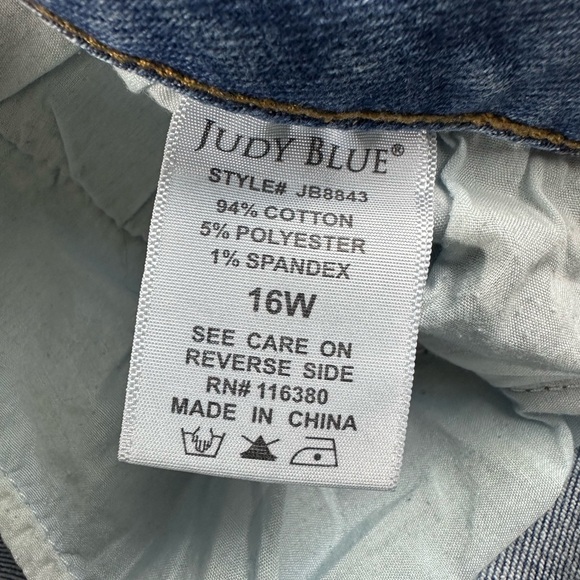 JUDY BLUE®
STYLE# JB8843
94% COTTON
5% POLYESTER
1% SPANDEX
16W
SEE CARE ON
REVERSE SIDE
RN# 116380
MADE IN CHINA